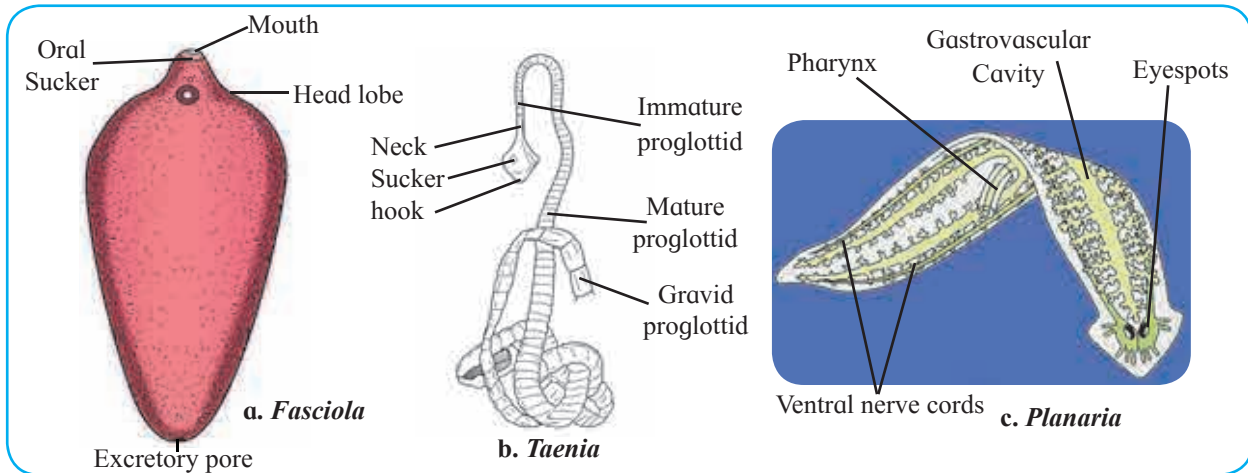 Mouth
Oral
Sucker
Head lobe
Excretory pore
a. Fasciola
Neck
Sucker
hook
Immature
proglottid
Mature
proglottid
Gravid
proglottid
b. Taenia
Pharynx
Gastrovascular
Cavity
Eyespots
Ventral nerve cords
c. Planaria